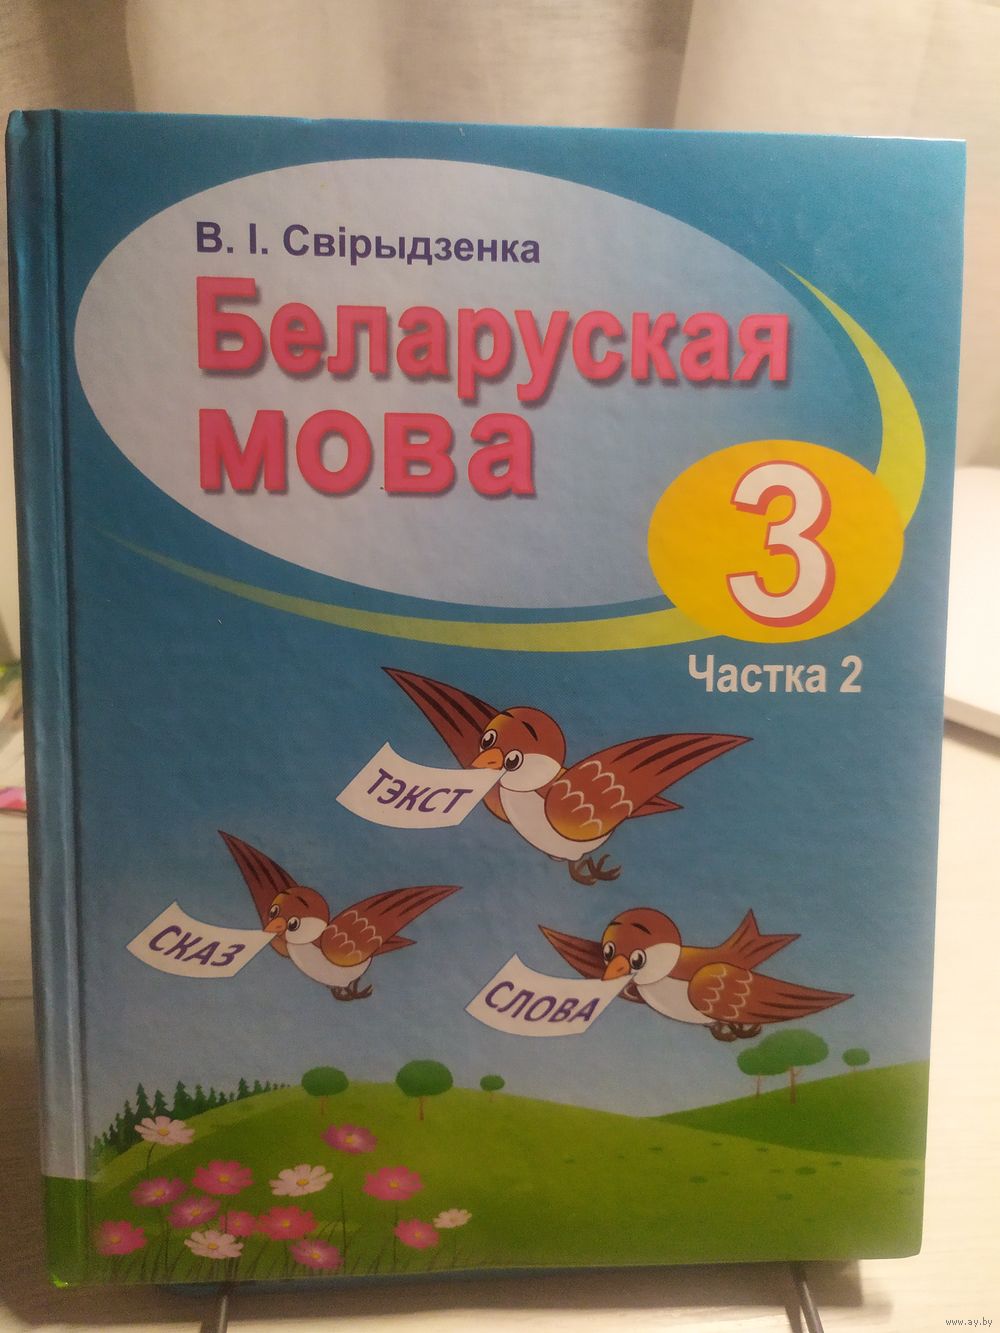 В. І. Свірыдзенка
Беларуская
мова
3
Частка 2
ТЭКСТ
СКАЗ
СЛОВА
www.ay.by